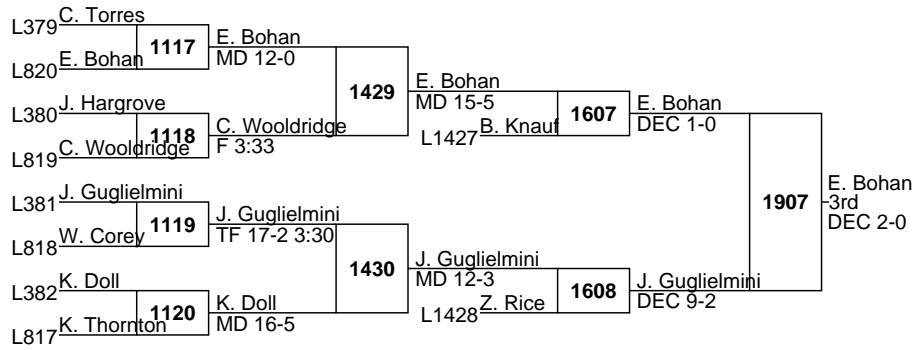 L379 C. Torres
1117
E. Bohan
MD 12-0
L820 E. Bohan
1429
E. Bohan
MD 15-5
L380 J. Hargrove
1118
C. Wooldridge
F 3:33
L819 C. Wooldridge
L1427 B. Knauf
1607
E. Bohan
DEC 1-0
L381 J. Guglielmini
1119
J. Guglielmini
TF 17-2 3:30
L818 W. Corey
1430
J. Guglielmini
MD 12-3
L382 K. Doll
1120
K. Doll
MD 16-5
L817 K. Thornton
L1428 Z. Rice
1608
J. Guglielmini
DEC 9-2
1907
E. Bohan
3rd
DEC 2-0